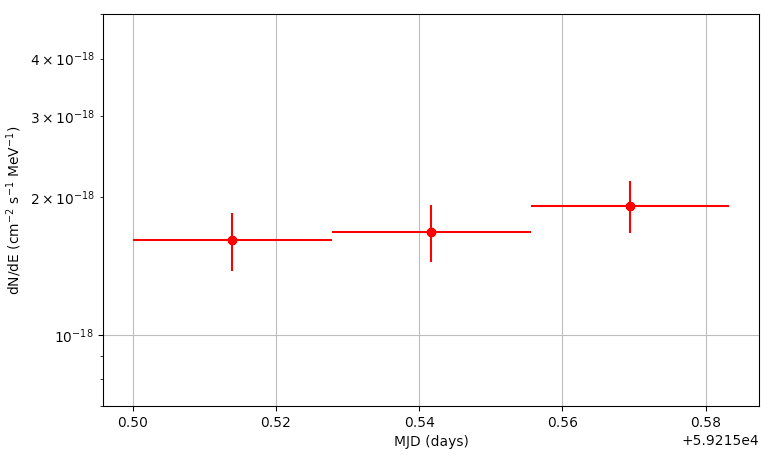 dN/dE (cm⁻² s⁻¹ MeV⁻¹)
4 × 10⁻¹⁸
3 × 10⁻¹⁸
2 × 10⁻¹⁸
10⁻¹⁸
0.50 0.52 0.54 0.56 0.58
MJD (days)
+5.9215e4